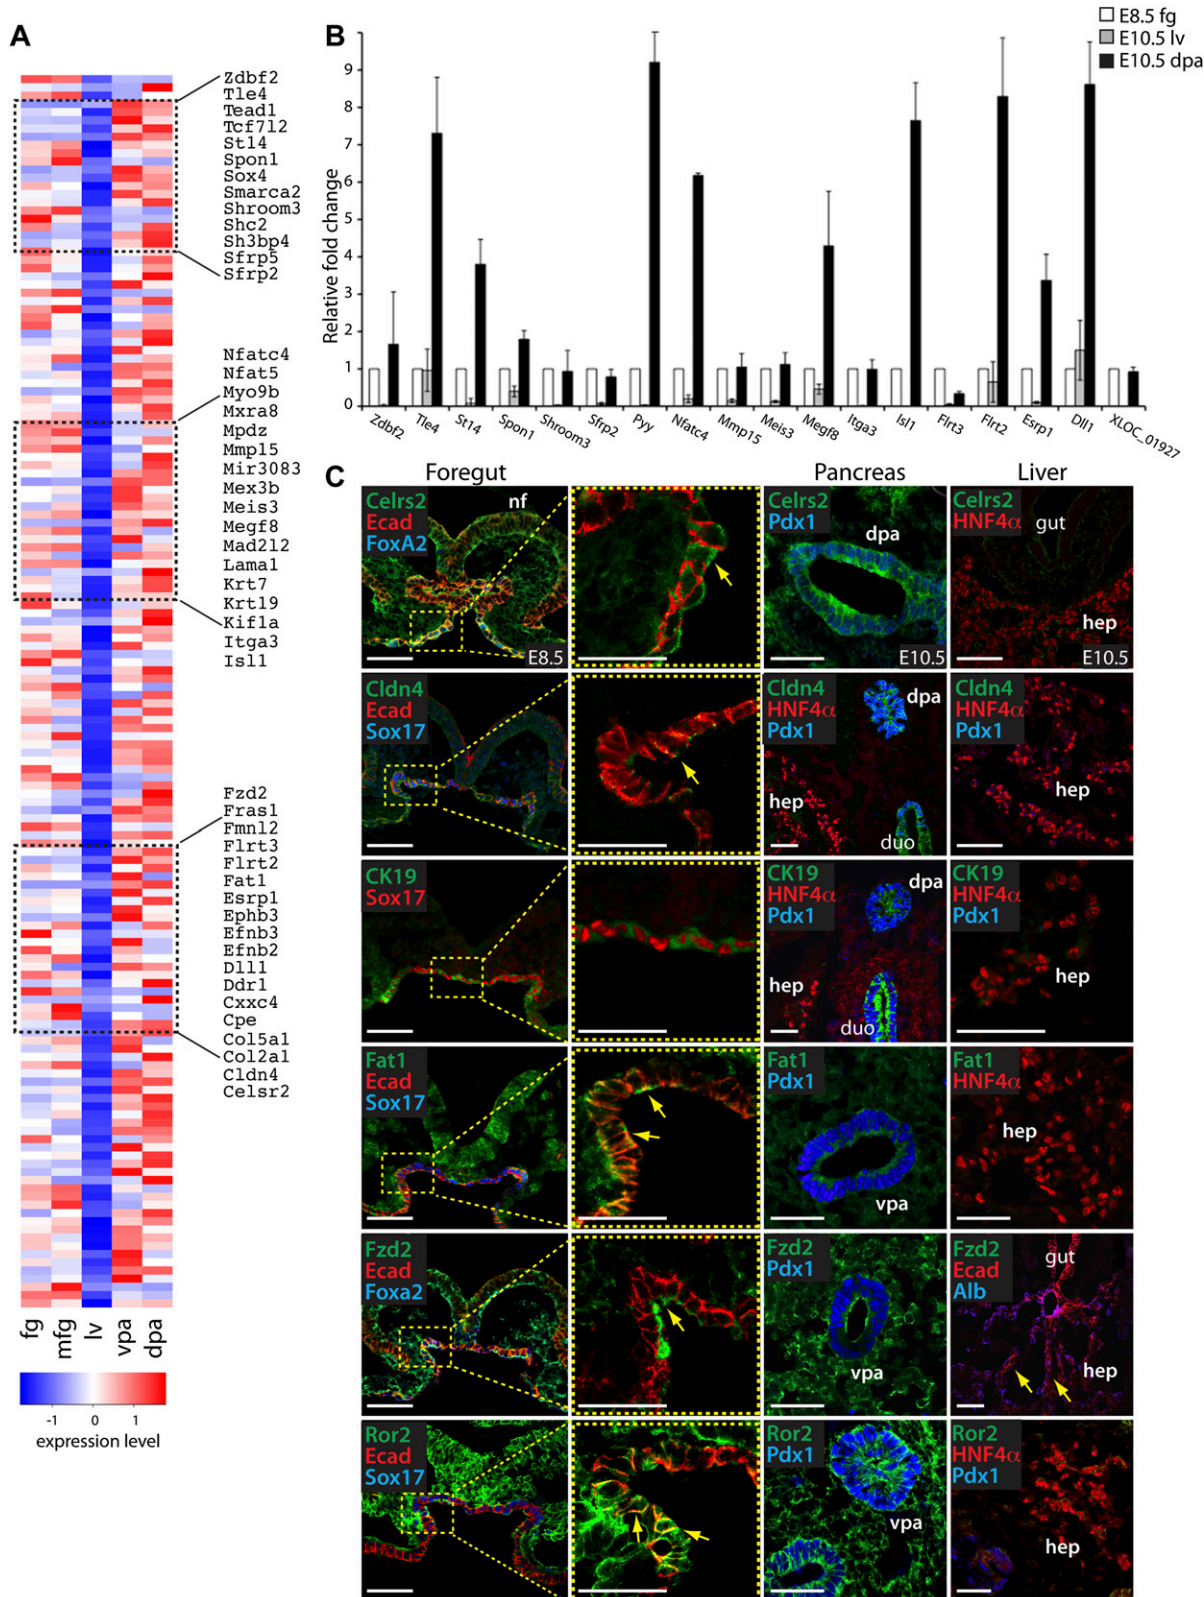 A
Zdbf2
Tle4
Tead1
Tcf7l2
St14
Spon1
Sox4
Smarca2
Shroom3
Shc2
Sh3bp4
Sfrp5
Sfrp2
Nfatc4
Nfat5
Myo9b
Mxra8
Mpdz
Mmp15
Mir3083
Mex3b
Meis3
Megf8
Mad2l2
Lama1
Krt7
Krt19
Kif1a
Itga3
Isl1
Fzd2
Fras1
Fmnl2
Flrt3
Flrt2
Fat1
Esrp1
Ephb3
Efnb3
Efnb2
Dll1
Ddr1
Cxxc4
Cpe
Col5a1
Col2a1
Cldn4
Celsr2
fg mfg lv vpa dpa
-1 0 1
expression level
B
E8.5 fg
E10.5 lv
E10.5 dpa
Relative fold change
9
8
7
6
5
4
3
2
1
0
Zdbf2 Tle4 St14 Spon1 Shroom3 Sfrp2 Pyy Nfatc4 Mmp15 Meis3 Megf8 Itga3 Isl1 Flrt3 Flrt2 Esrp1 Dll1 XLOC_01927
C
Foregut Pancreas Liver
Celrs2
Ecad
FoxA2
nf
E8.5
Celrs2
Pdx1
dpa
E10.5
Celrs2
HNF4α
gut
hep
E10.5
Cldn4
Ecad
Sox17
Cldn4
HNF4α
Pdx1
dpa
hep
duo
Cldn4
HNF4α
Pdx1
hep
CK19
Sox17
CK19
HNF4α
Pdx1
dpa
hep
duo
CK19
HNF4α
Pdx1
hep
Fat1
Ecad
Sox17
Fat1
Pdx1
vpa
Fat1
HNF4α
hep
Fzd2
Ecad
Foxa2
Fzd2
Pdx1
vpa
Fzd2
Ecad
Alb
gut
hep
Ror2
Ecad
Sox17
Ror2
Pdx1
vpa
Ror2
HNF4α
Pdx1
hep